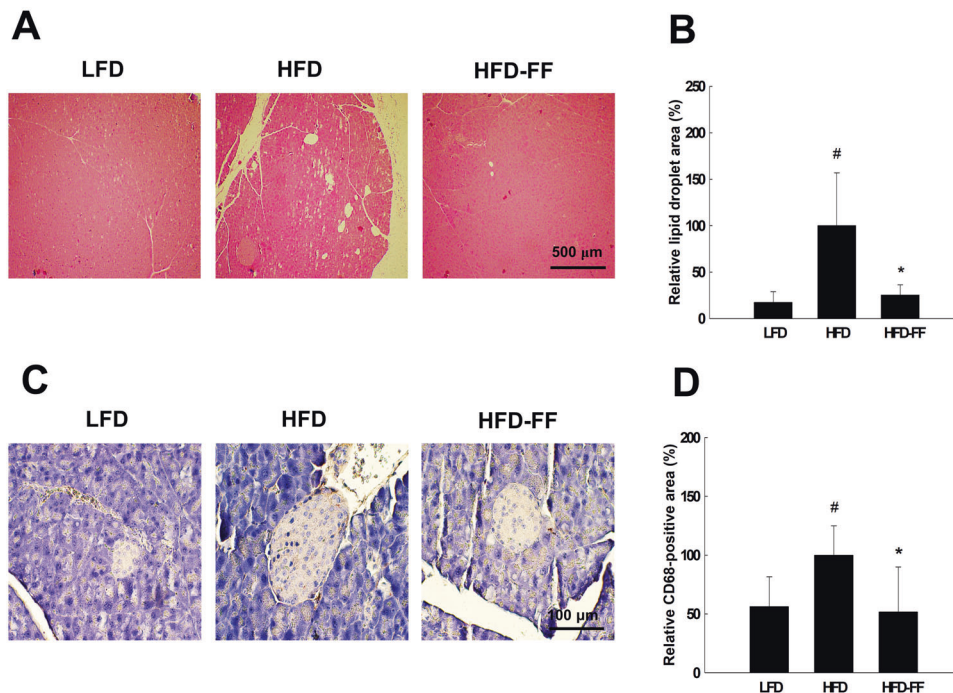 A
LFD
HFD
HFD-FF
500 μm
B
Relative lipid droplet area (%)
250
200
150
100
50
0
#
*
LFD
HFD
HFD-FF
C
LFD
HFD
HFD-FF
100 μm
D
Relative CD68-positive area (%)
200
150
100
50
0
#
*
LFD
HFD
HFD-FF